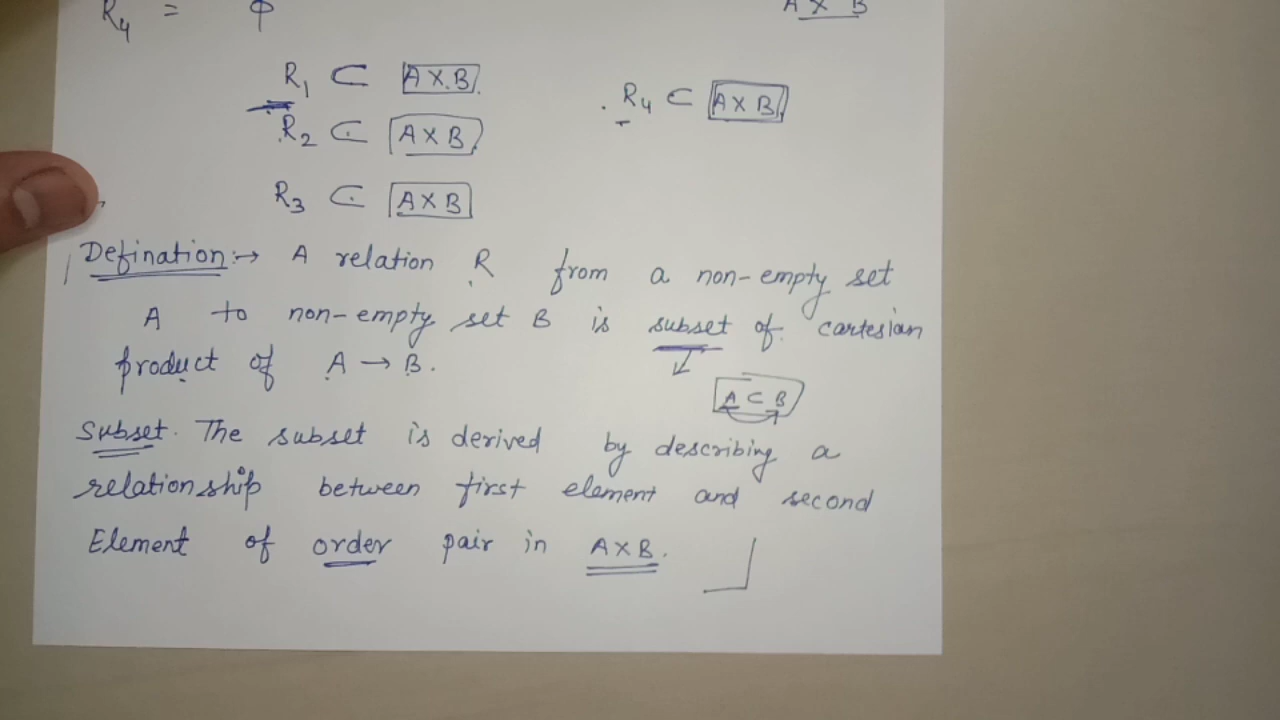 R4 = ϕ A × B
R1 ⊂ A X B
R4 ⊂ A X B
R2 ⊂ A X B
R3 ⊂ A X B
Defination:→ A relation R from a non-empty set
A to non-empty set B is subset of cartesian
product of A → B.
A ⊂ B
Subset. The subset is derived by describing a
relationship between first element and second
Element of order pair in A X B.